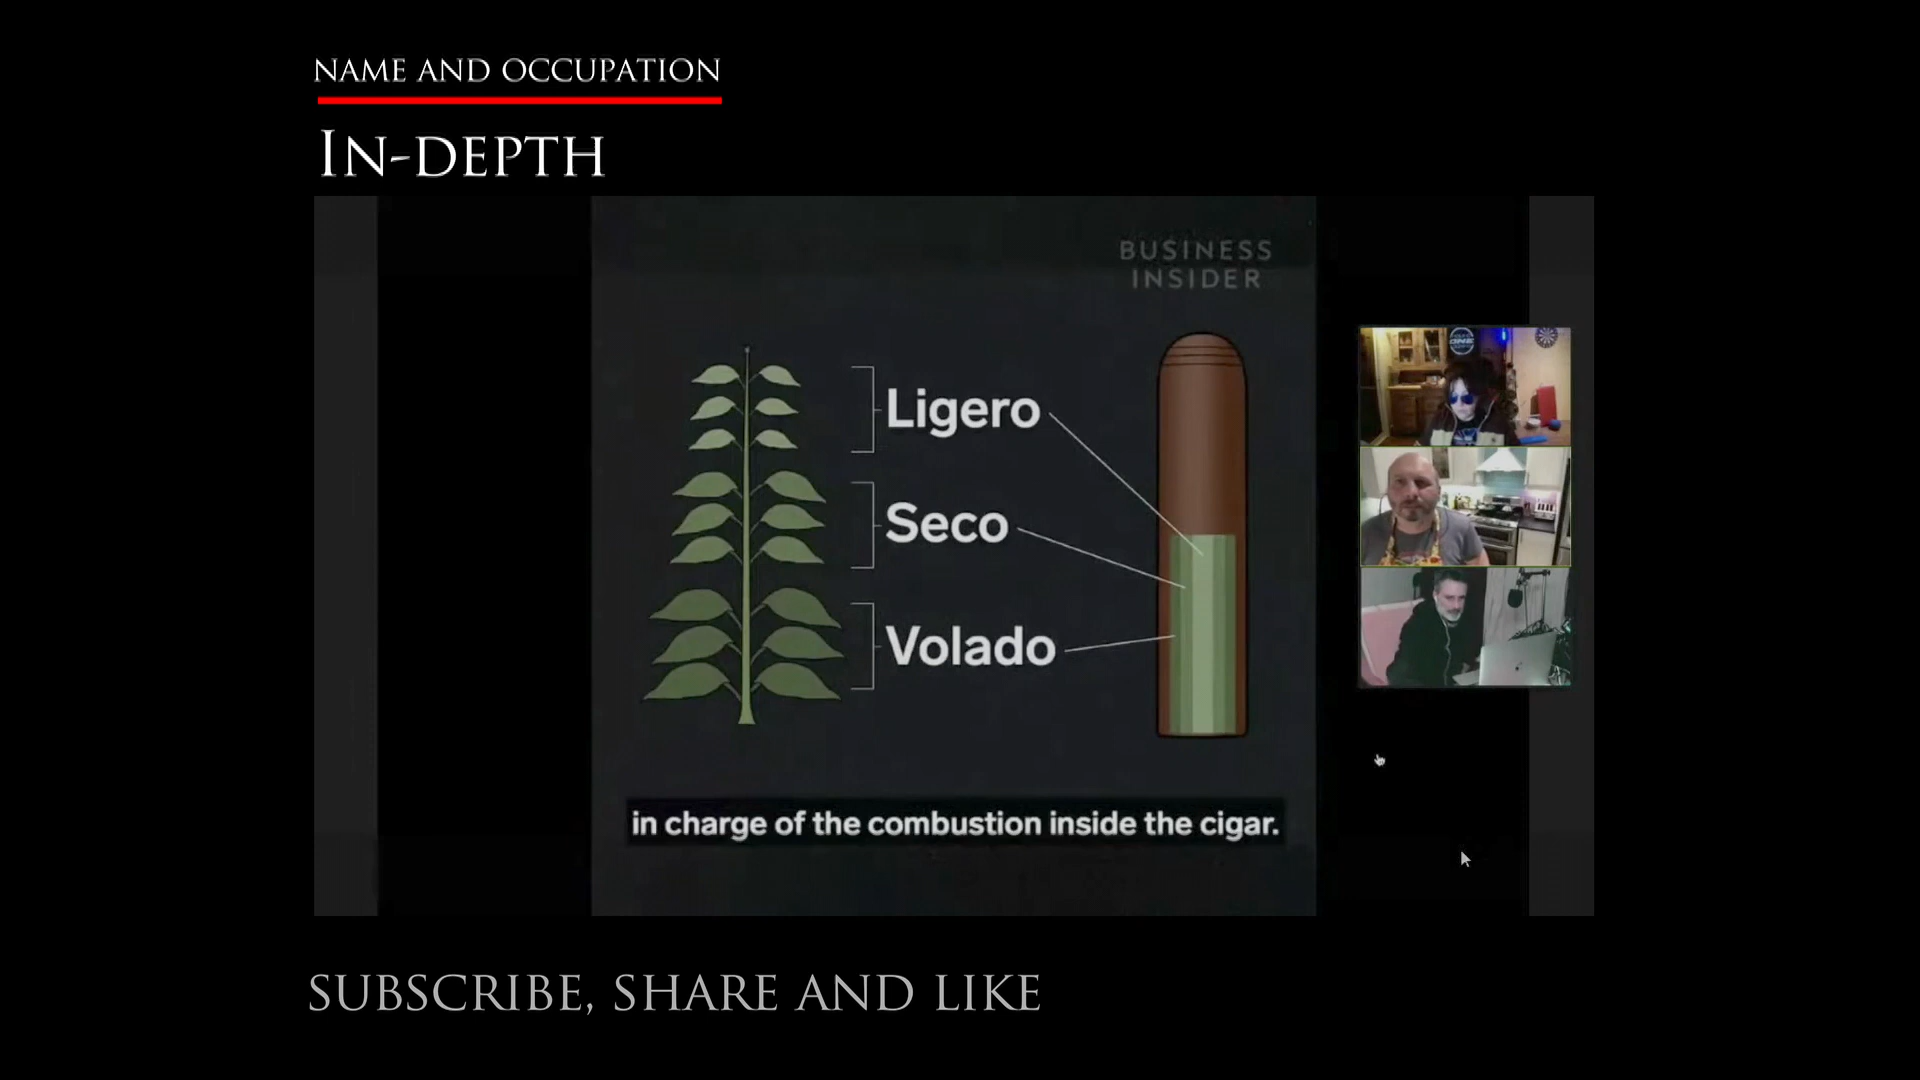 NAME AND OCCUPATION
IN-DEPTH
BUSINESS
INSIDER
Ligero
Seco
Volado
ONE
in charge of the combustion inside the cigar.
SUBSCRIBE, SHARE AND LIKE